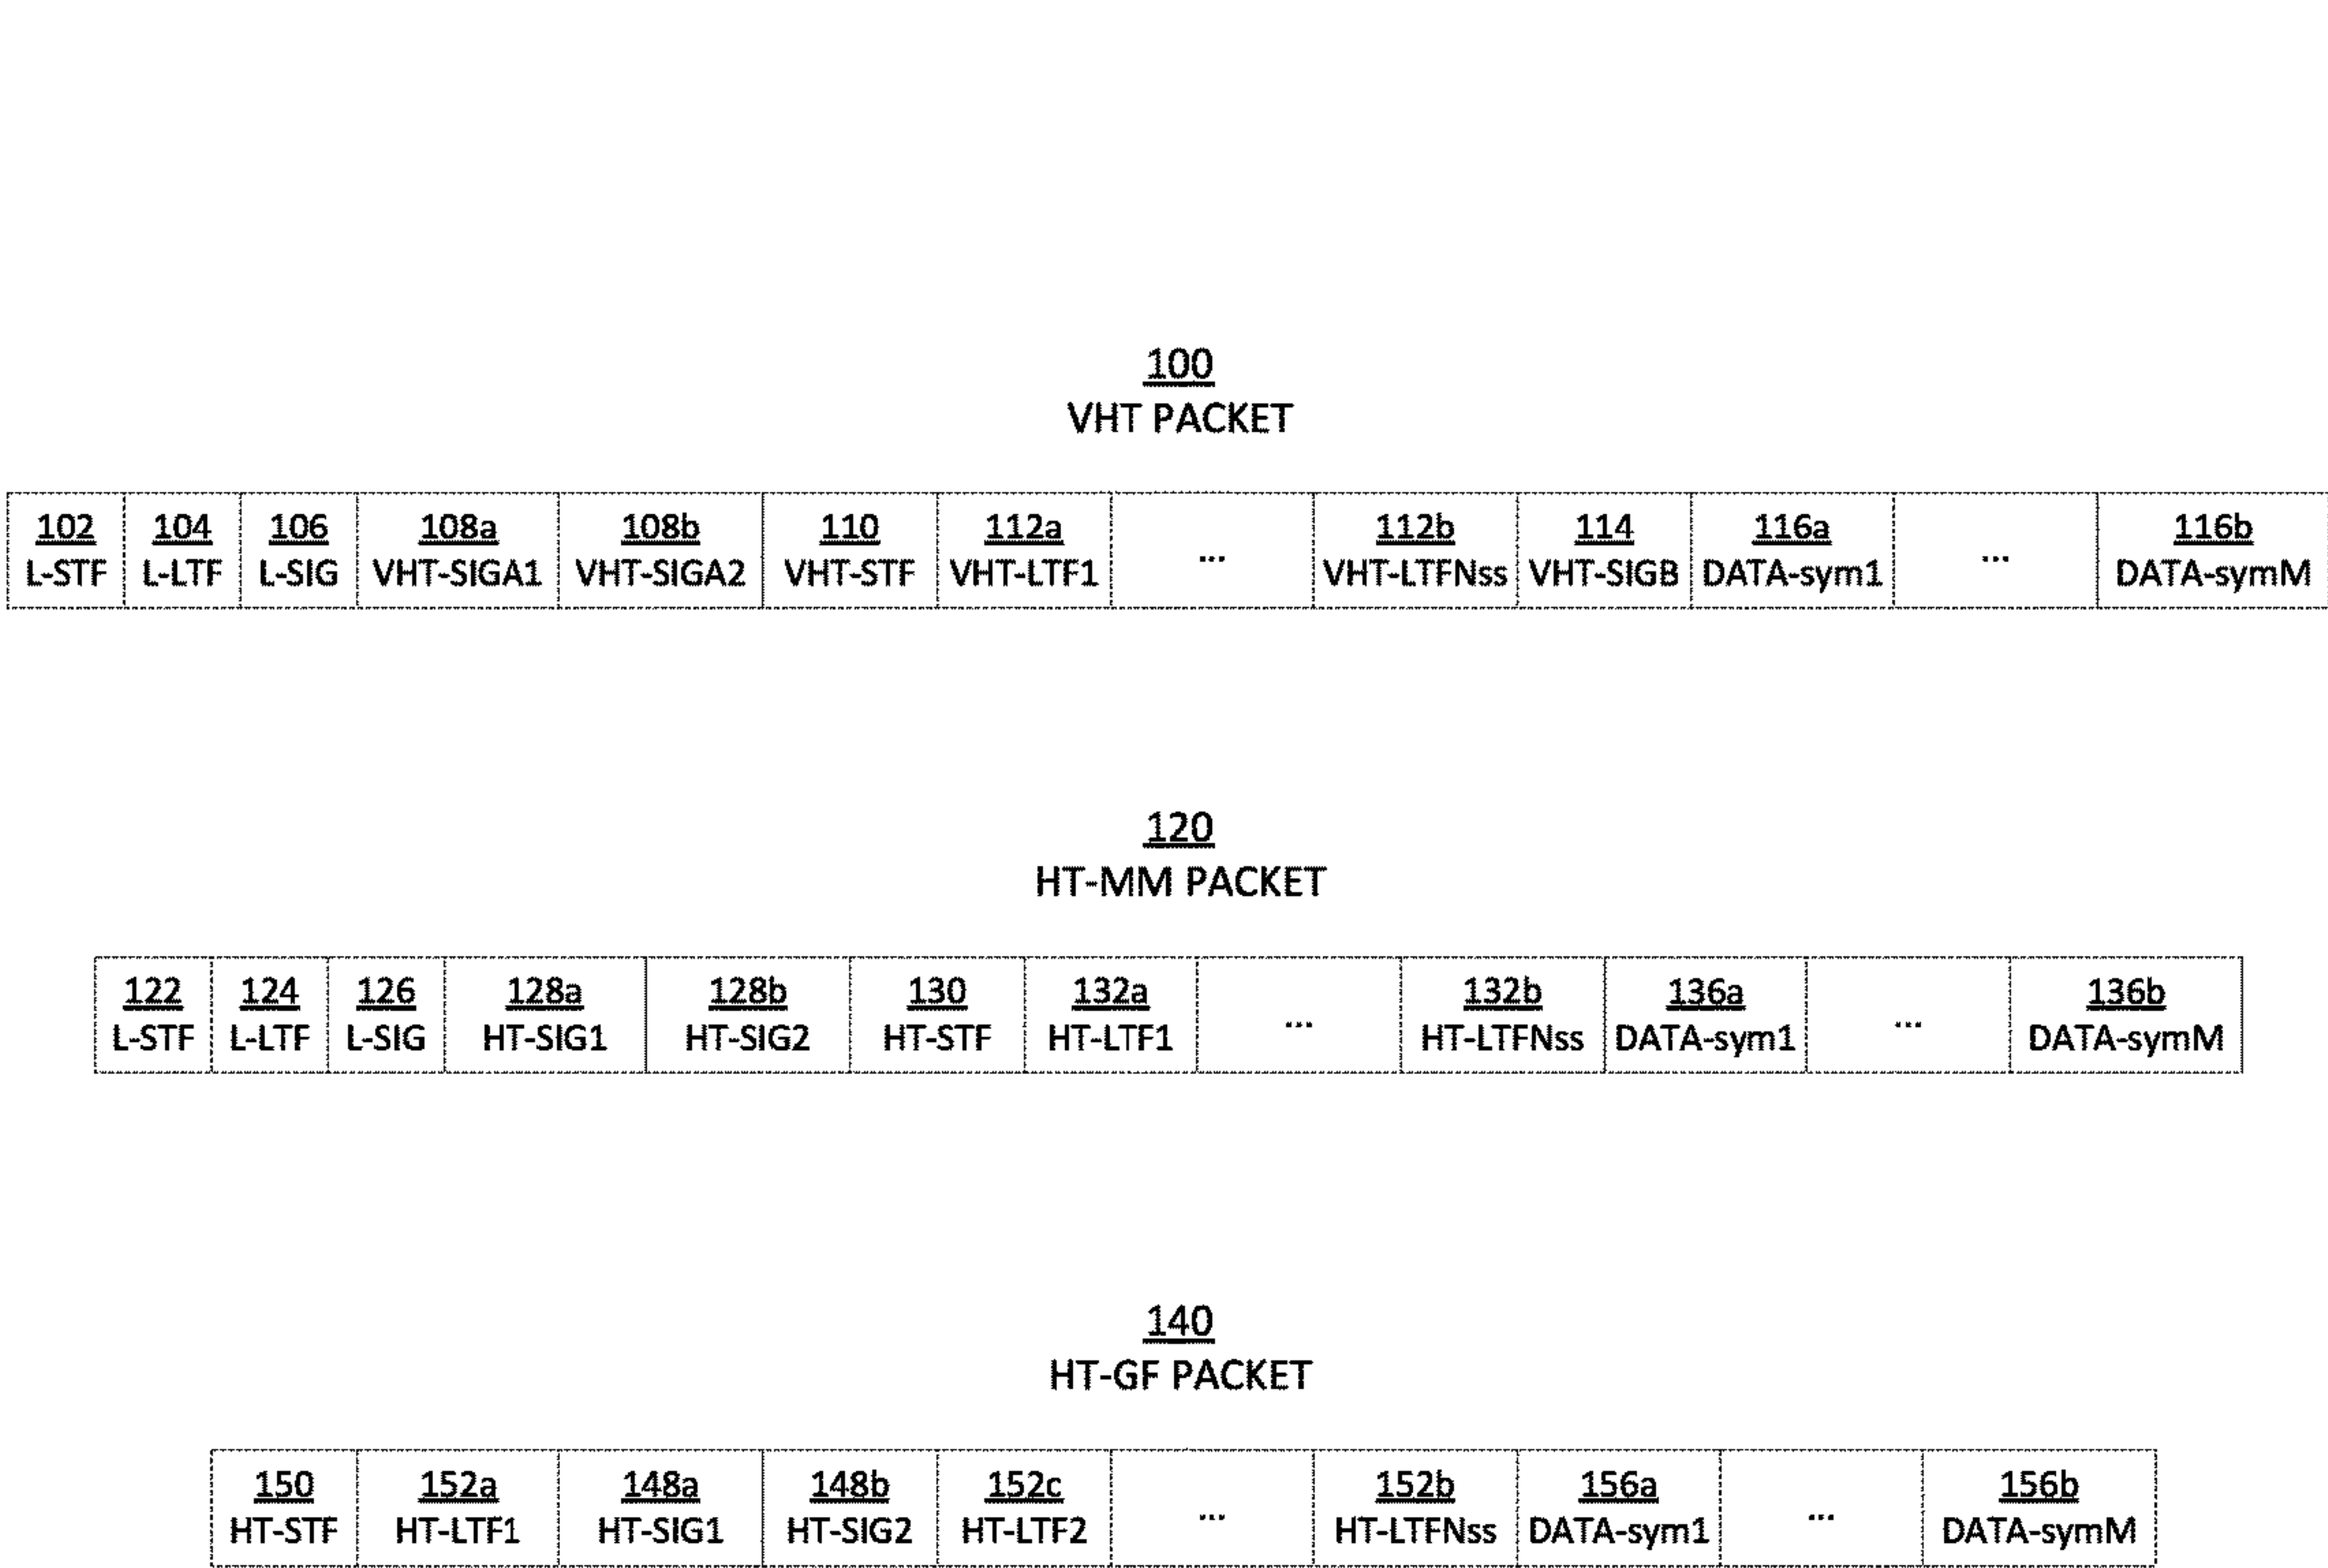 100
VHT PACKET
102 104 106 108a 108b 110 112a 112b 114 116a 116b
L-STF L-LTF L-SIG VHT-SIGA1 VHT-SIGA2 VHT-STF VHT-LTF1 ... VHT-LTFNss VHT-SIGB DATA-sym1 ... DATA-symM
120
HT-MM PACKET
122 124 126 128a 128b 130 132a 132b 136a 136b
L-STF L-LTF L-SIG HT-SIG1 HT-SIG2 HT-STF HT-LTF1 ... HT-LTFNss DATA-sym1 ... DATA-symM
140
HT-GF PACKET
150 152a 148a 148b 152c 152b 156a 156b
HT-STF HT-LTF1 HT-SIG1 HT-SIG2 HT-LTF2 ... HT-LTFNss DATA-sym1 ... DATA-symM